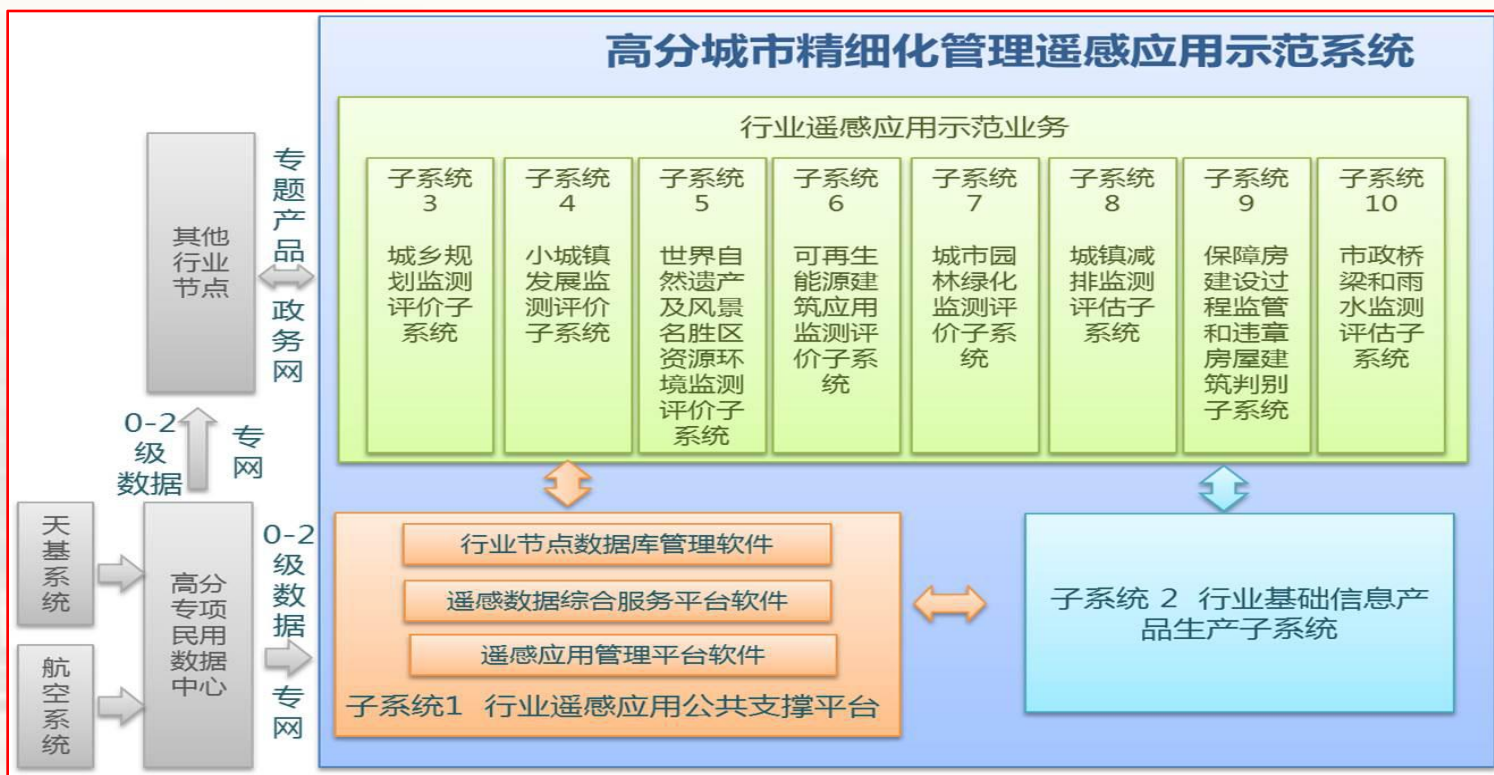 高分城市精细化管理遥感应用示范系统
行业遥感应用示范业务
子系统
3
城乡规
划监测
评价子
系统
子系统
4
小城镇
发展监
测评价
子系统
子系统
5
世界自
然遗产
及风景
名胜区
资源环
境监测
评价子
系统
子系统
6
可再生
能源建
筑应用
监测评
价子系
统
子系统
7
城市园
林绿化
监测评
价子系
统
子系统
8
城镇减
排监测
评估子
系统
子系统
9
保障房
建设过
程监管
和违章
房屋建
筑判别
子系统
子系统
10
市政桥
梁和雨
水监测
评估子
系统
其他
行业
节点
专题产品
政务网
0-2
级
数据
专网
天基系统
航空系统
高分
专项
民用
数据
中心
0-2
级
数
据
专网
行业节点数据库管理软件
遥感数据综合服务平台软件
遥感应用管理平台软件
子系统1 行业遥感应用公共支撑平台
子系统 2 行业基础信息产
品生产子系统